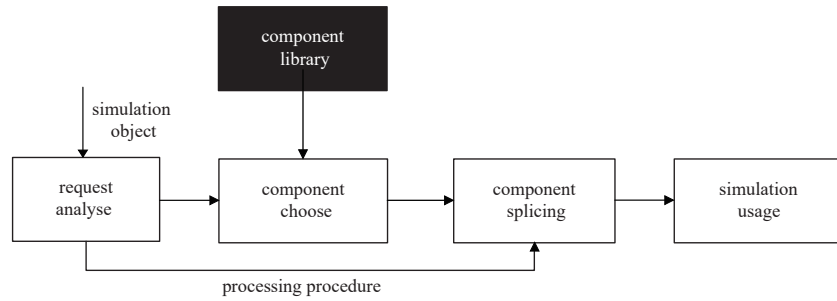 component
library
simulation
object
request
analyse
component
choose
component
splicing
simulation
usage
processing procedure